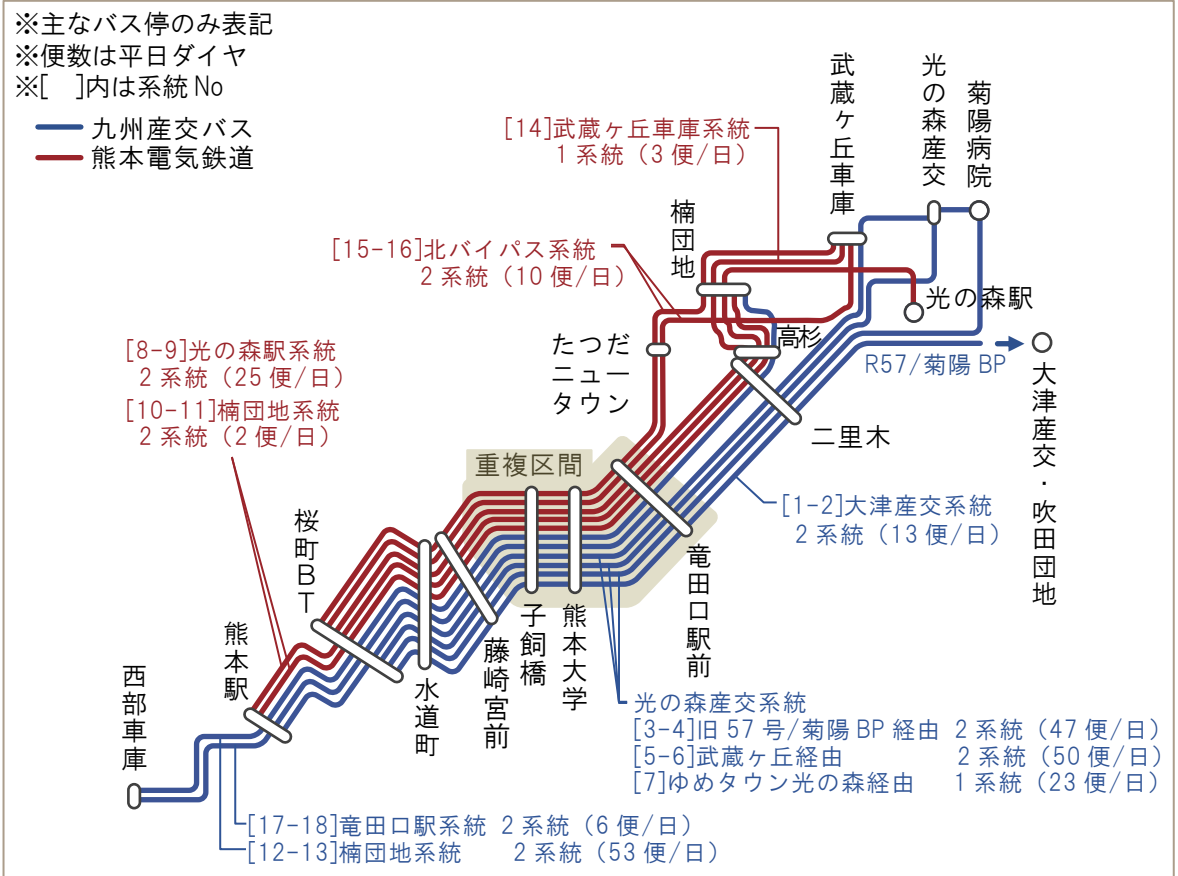 ※主なバス停のみ表記
※便数は平日ダイヤ
※[　]内は系統No
九州産交バス
熊本電気鉄道
[14]武蔵ヶ丘車庫系統
1系統（3便/日）
[15-16]北バイパス系統
2系統（10便/日）
[8-9]光の森駅系統
2系統（25便/日）
[10-11]楠団地系統
2系統（2便/日）
武蔵ヶ丘車庫
光の森産交
菊陽病院
楠団地
光の森駅
たつだ
ニュー
タウン
高杉
R57/菊陽BP
大津産交・吹田団地
二里木
重複区間
[1-2]大津産交系統
2系統（13便/日）
桜町BT
熊本駅
西部車庫
水道町
藤崎宮前
子飼橋
熊本大学
竜田口駅前
光の森産交系統
[3-4]旧57号/菊陽BP経由 2系統（47便/日）
[5-6]武蔵ヶ丘経由 2系統（50便/日）
[7]ゆめタウン光の森経由 1系統（23便/日）
[17-18]竜田口駅系統 2系統（6便/日）
[12-13]楠団地系統 2系統（53便/日）